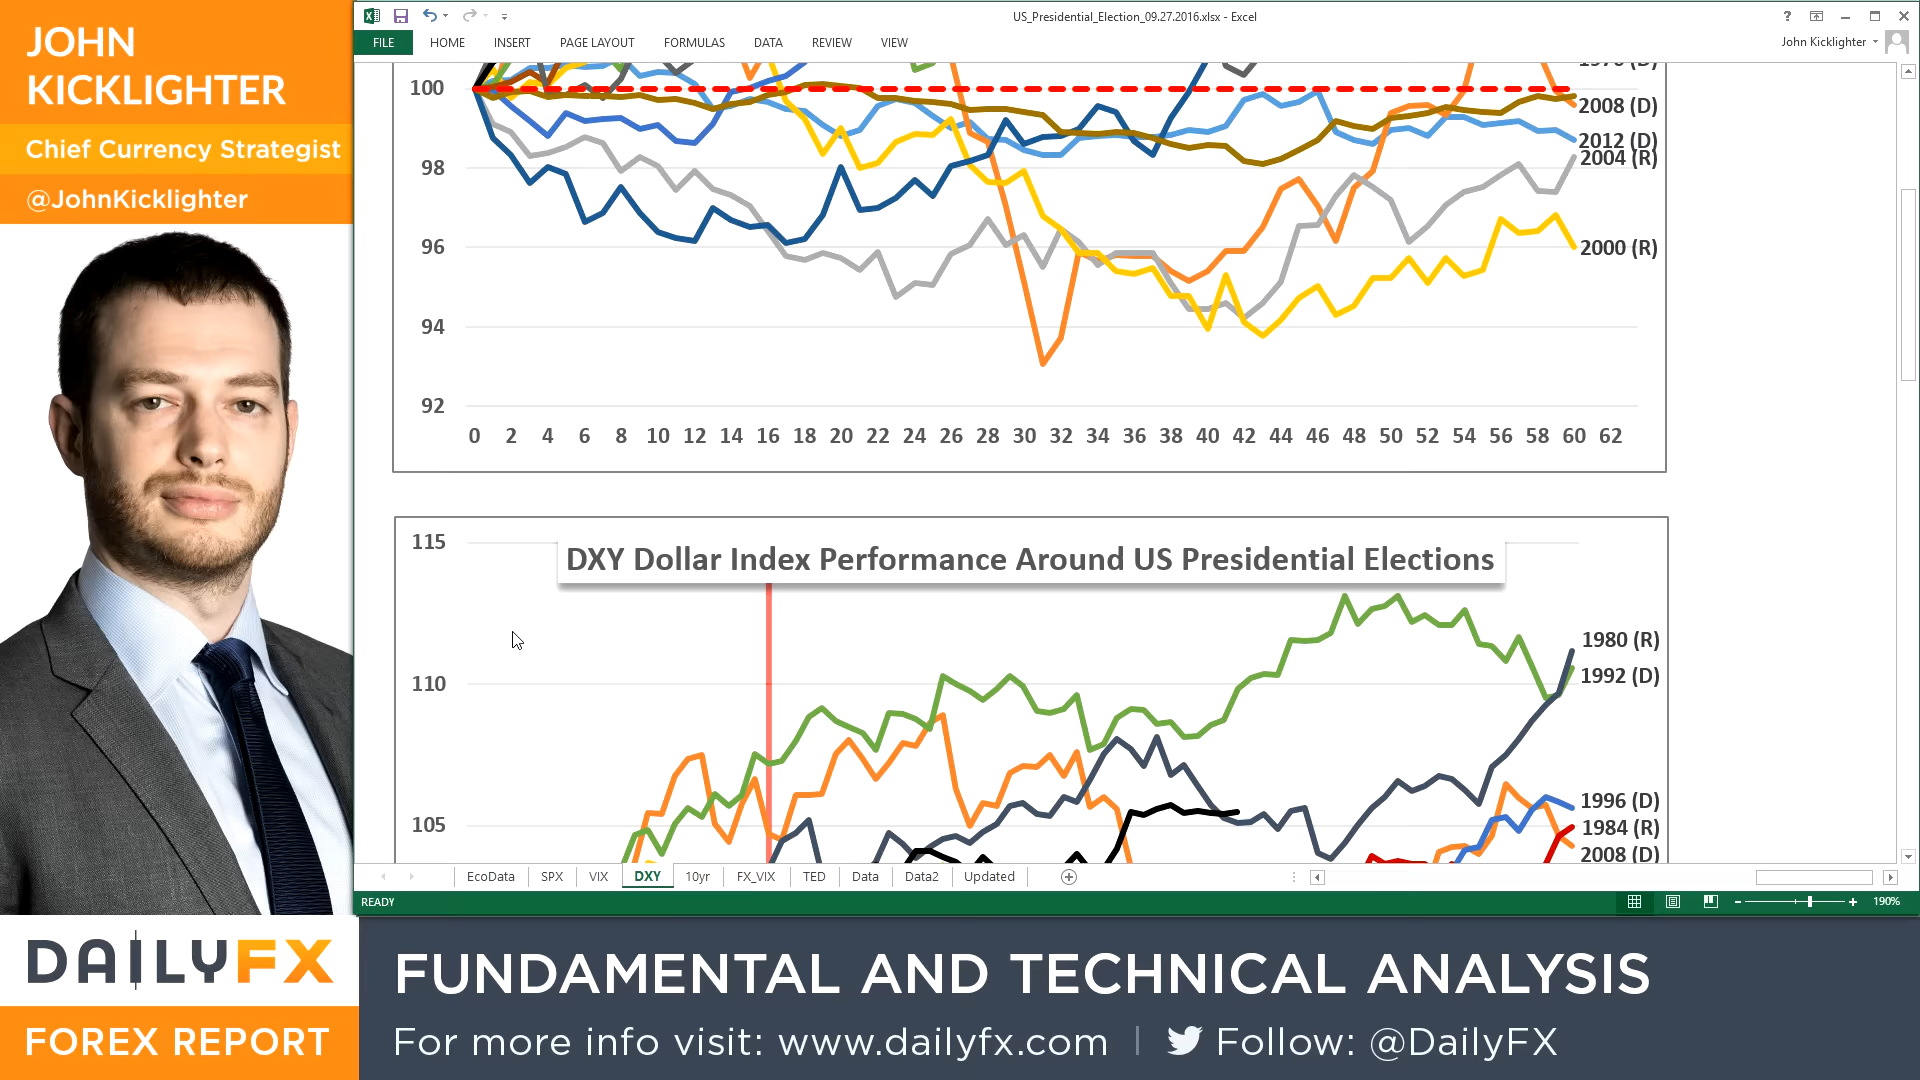 JOHN
KICKLIGHTER
Chief Currency Strategist
@JohnKicklighter
US_Presidential_Election_09.27.2016.xlsx - Excel
FILE HOME INSERT PAGE LAYOUT FORMULAS DATA REVIEW VIEW
John Kicklighter
100
98
96
94
92
2008 (D)
2012 (D)
2004 (R)
2000 (R)
0 2 4 6 8 10 12 14 16 18 20 22 24 26 28 30 32 34 36 38 40 42 44 46 48 50 52 54 56 58 60 62
DXY Dollar Index Performance Around US Presidential Elections
115
110
105
1980 (R)
1992 (D)
1996 (D)
1984 (R)
2008 (D)
EcoData SPX VIX DXY 10yr FX_VIX TED Data Data2 Updated
READY
190%
DAILYFX
FOREX REPORT
FUNDAMENTAL AND TECHNICAL ANALYSIS
For more info visit: www.dailyfx.com | Follow: @DailyFX